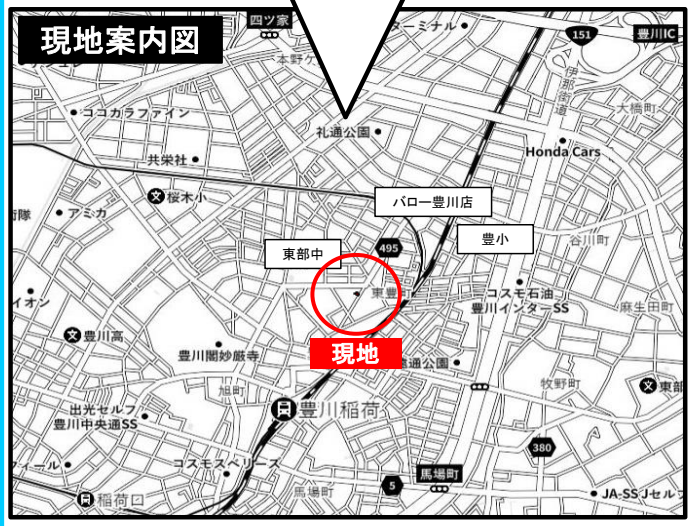 現地案内図
四ツ家
ターミナル
151
豊川IC
本野ケ
伊那街道
大橋町
ココカラファイン
礼通公園
Honda Cars
共栄社
桜木小
バロー豊川店
アミカ
495
豊小
谷川町
東部中
東豊町
コスモ石油
豊川インターSS
麻生田町
イオン
豊川高
豊川閣妙厳寺
現地
通公園
旭町
牧野町
東部
豊川稲荷
出光セルフ
豊川中央通SS
380
フィール
コスモスベリーズ
馬場町
5
馬場町
稲荷口
JA-SS Jセルフ